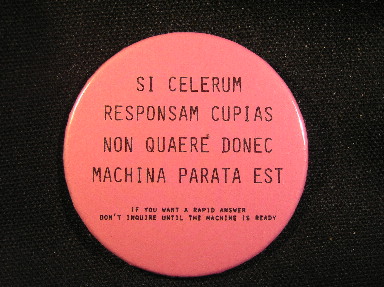 SI CELERUM
RESPONSAM CUPIAS
NON QUAERE DONEC
MACHINA PARATA EST
IF YOU WANT A RAPID ANSWER
DON'T INQUIRE UNTIL THE MACHINE IS READY